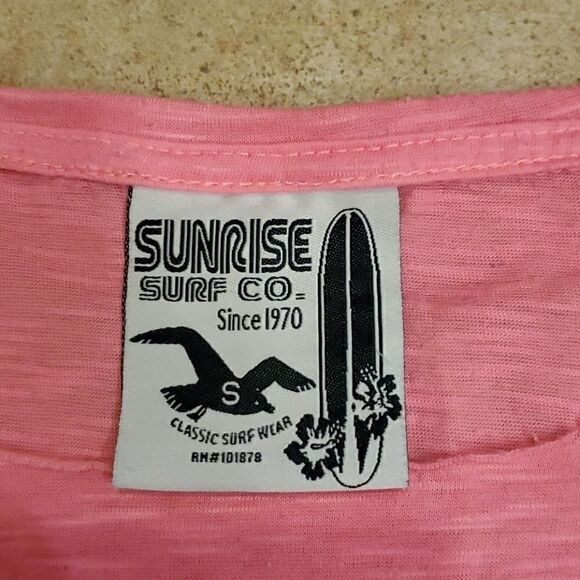 SUNRISE
SURF CO.
Since 1970
S
CLASSIC SURF WEAR
RN#101878